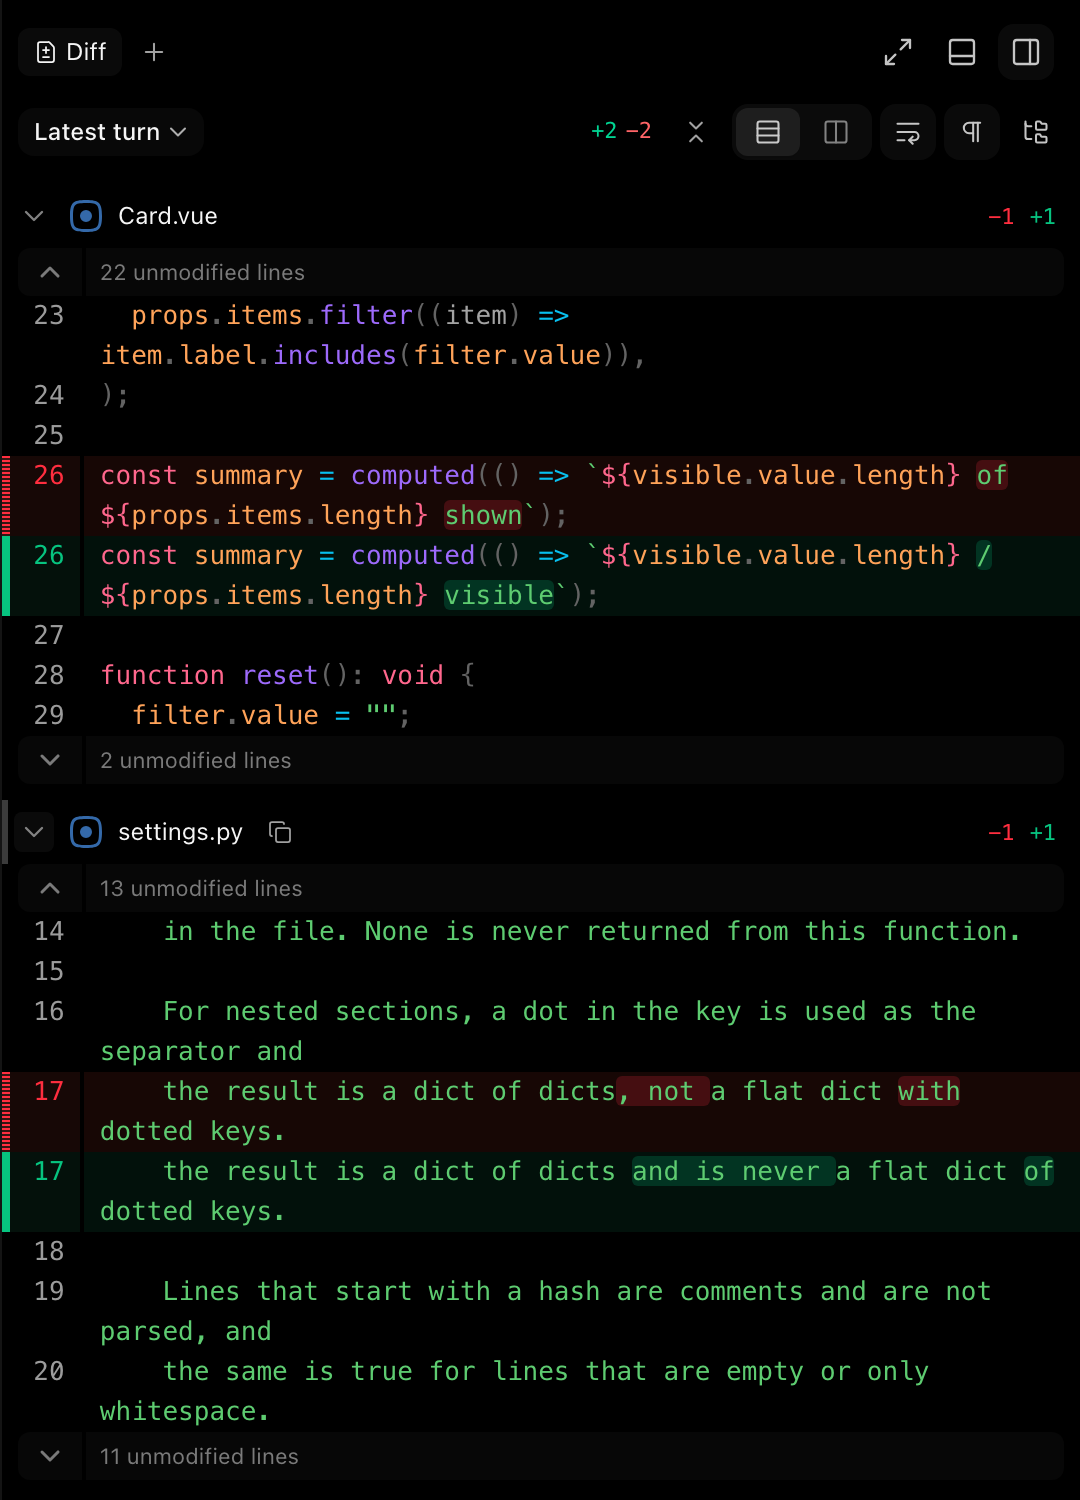 Diff
Latest turn
+2 −2
Card.vue
−1 +1
22 unmodified lines
23   props.items.filter((item) =>
item.label.includes(filter.value)),
24 );
25
26 const summary = computed(() => `${visible.value.length} of
${props.items.length} shown`);
26 const summary = computed(() => `${visible.value.length} /
${props.items.length} visible`);
27
28 function reset(): void {
29   filter.value = "";
2 unmodified lines
settings.py
−1 +1
13 unmodified lines
14     in the file. None is never returned from this function.
15
16     For nested sections, a dot in the key is used as the
separator and
17     the result is a dict of dicts, not a flat dict with
dotted keys.
17     the result is a dict of dicts and is never a flat dict of
dotted keys.
18
19     Lines that start with a hash are comments and are not
parsed, and
20     the same is true for lines that are empty or only
whitespace.
11 unmodified lines